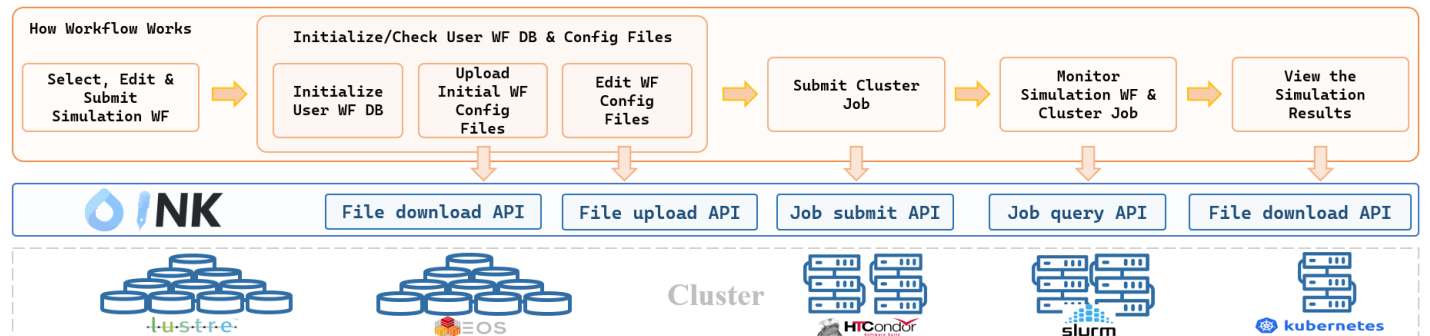 How Workflow Works
Select, Edit &
Submit
Simulation WF
Initialize/Check User WF DB & Config Files
Initialize
User WF DB
Upload
Initial WF
Config
Files
Edit WF
Config
Files
Submit Cluster
Job
Monitor
Simulation WF &
Cluster Job
View the
Simulation
Results
INK
File download API
File upload API
Job submit API
Job query API
File download API
Cluster
lustre
EOS
HTCondor
Software Suite
slurm
kubernetes